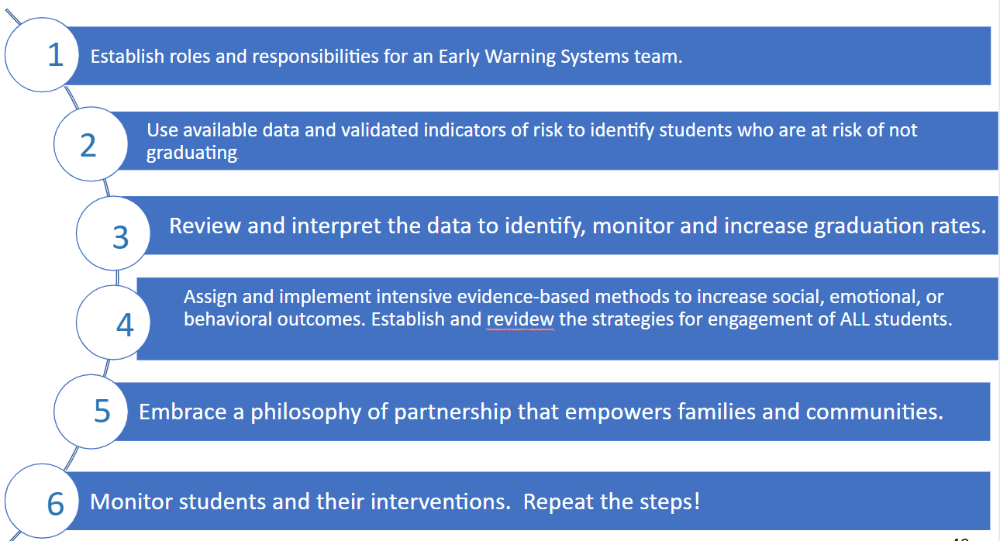 1
Establish roles and responsibilities for an Early Warning Systems team.
2
Use available data and validated indicators of risk to identify students who are at risk of not
graduating
3
Review and interpret the data to identify, monitor and increase graduation rates.
4
Assign and implement intensive evidence-based methods to increase social, emotional, or
behavioral outcomes. Establish and revidew the strategies for engagement of ALL students.
5
Embrace a philosophy of partnership that empowers families and communities.
6
Monitor students and their interventions.  Repeat the steps!